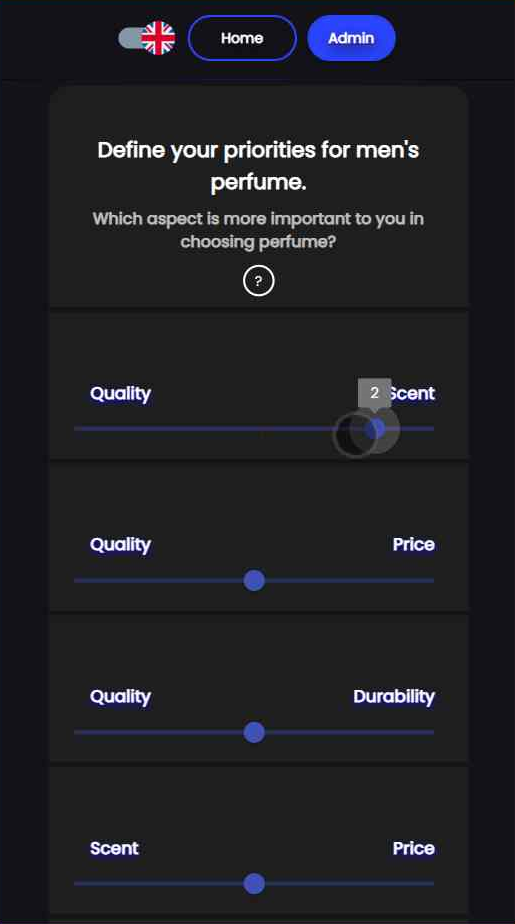 Home Admin
Define your priorities for men's
perfume.
Which aspect is more important to you in
choosing perfume?
?
2
Quality Scent
Quality Price
Quality Durability
Scent Price